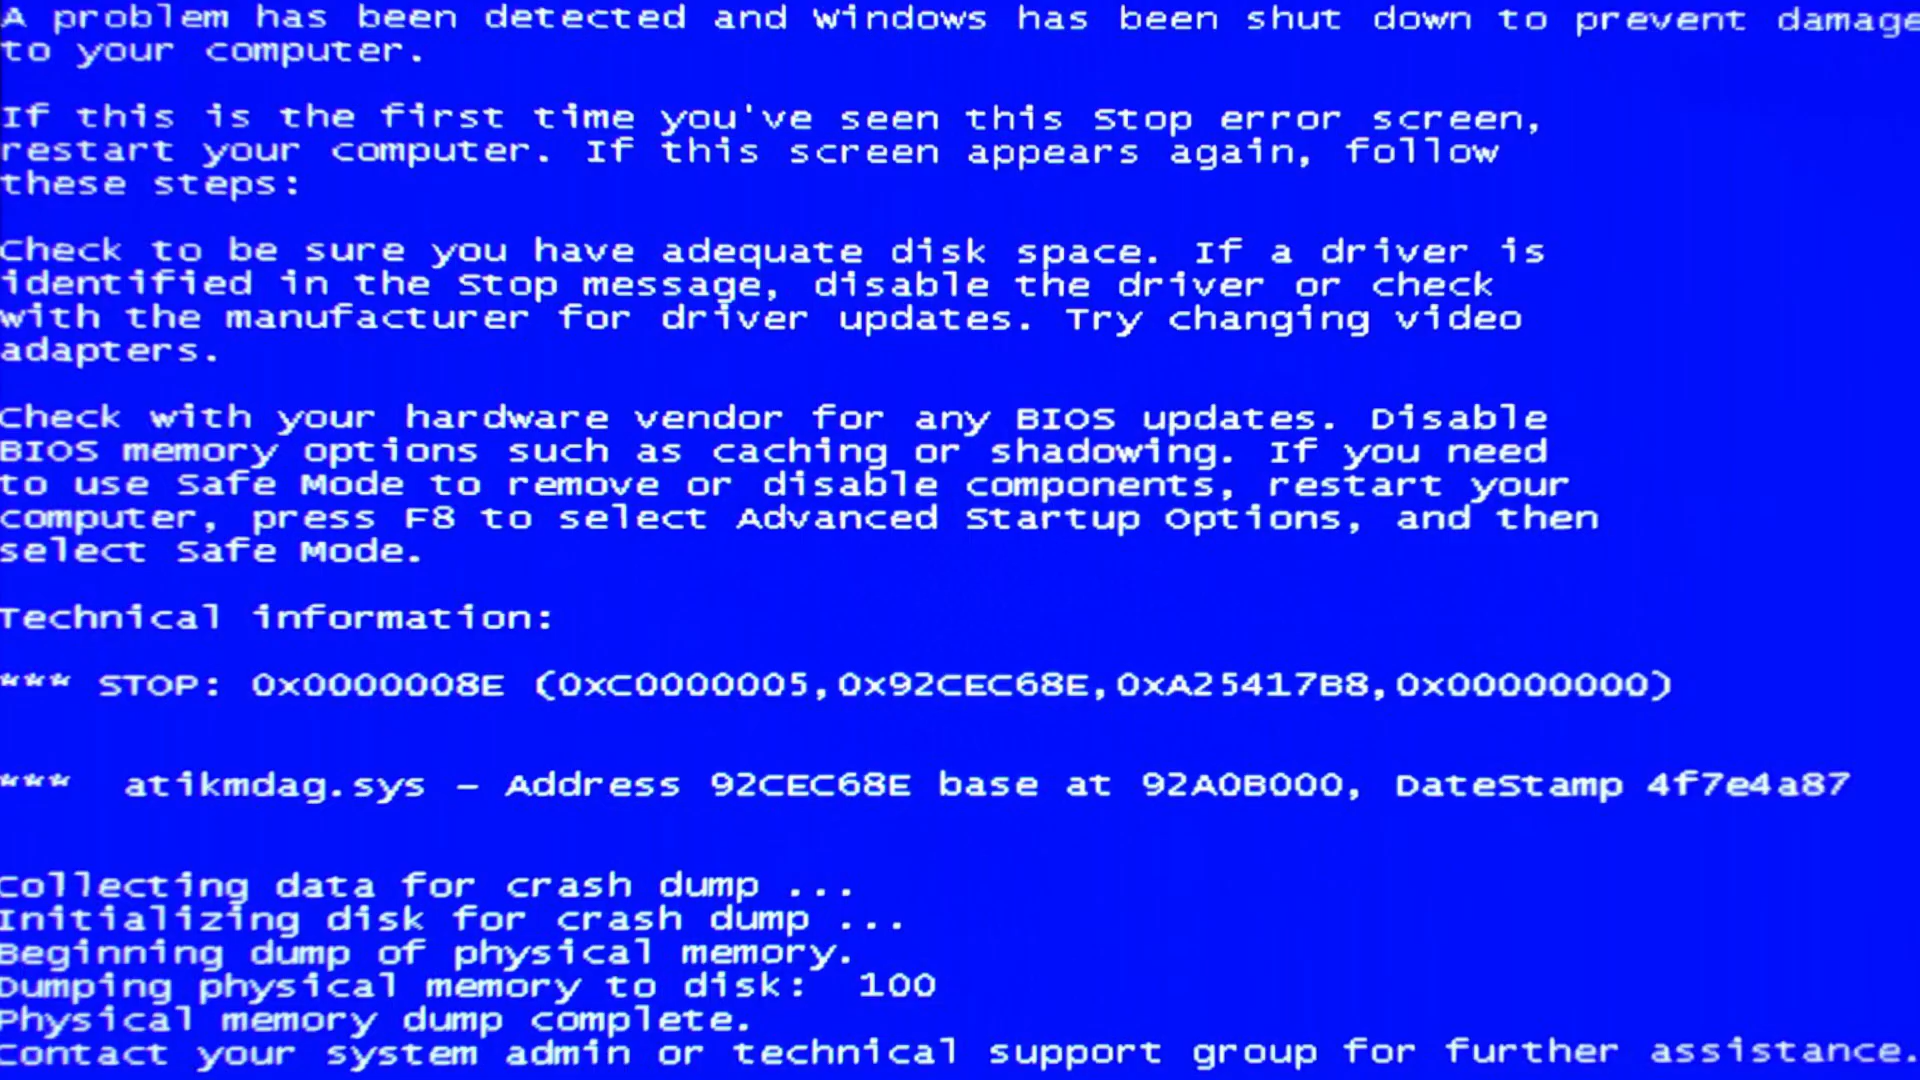 A problem has been detected and Windows has been shut down to prevent damage
to your computer.
If this is the first time you've seen this Stop error screen,
restart your computer. If this screen appears again, follow
these steps:
Check to be sure you have adequate disk space. If a driver is
identified in the Stop message, disable the driver or check
with the manufacturer for driver updates. Try changing video
adapters.
Check with your hardware vendor for any BIOS updates. Disable
BIOS memory options such as caching or shadowing. If you need
to use Safe Mode to remove or disable components, restart your
computer, press F8 to select Advanced Startup Options, and then
select Safe Mode.
Technical information:
*** STOP: 0x0000008E (0xC0000005,0x92CEC68E,0xA25417B8,0x00000000)
*** atikmdag.sys – Address 92CEC68E base at 92A0B000, DateStamp 4f7e4a87
Collecting data for crash dump ...
Initializing disk for crash dump ...
Beginning dump of physical memory.
Dumping physical memory to disk: 100
Physical memory dump complete.
Contact your system admin or technical support group for further assistance.